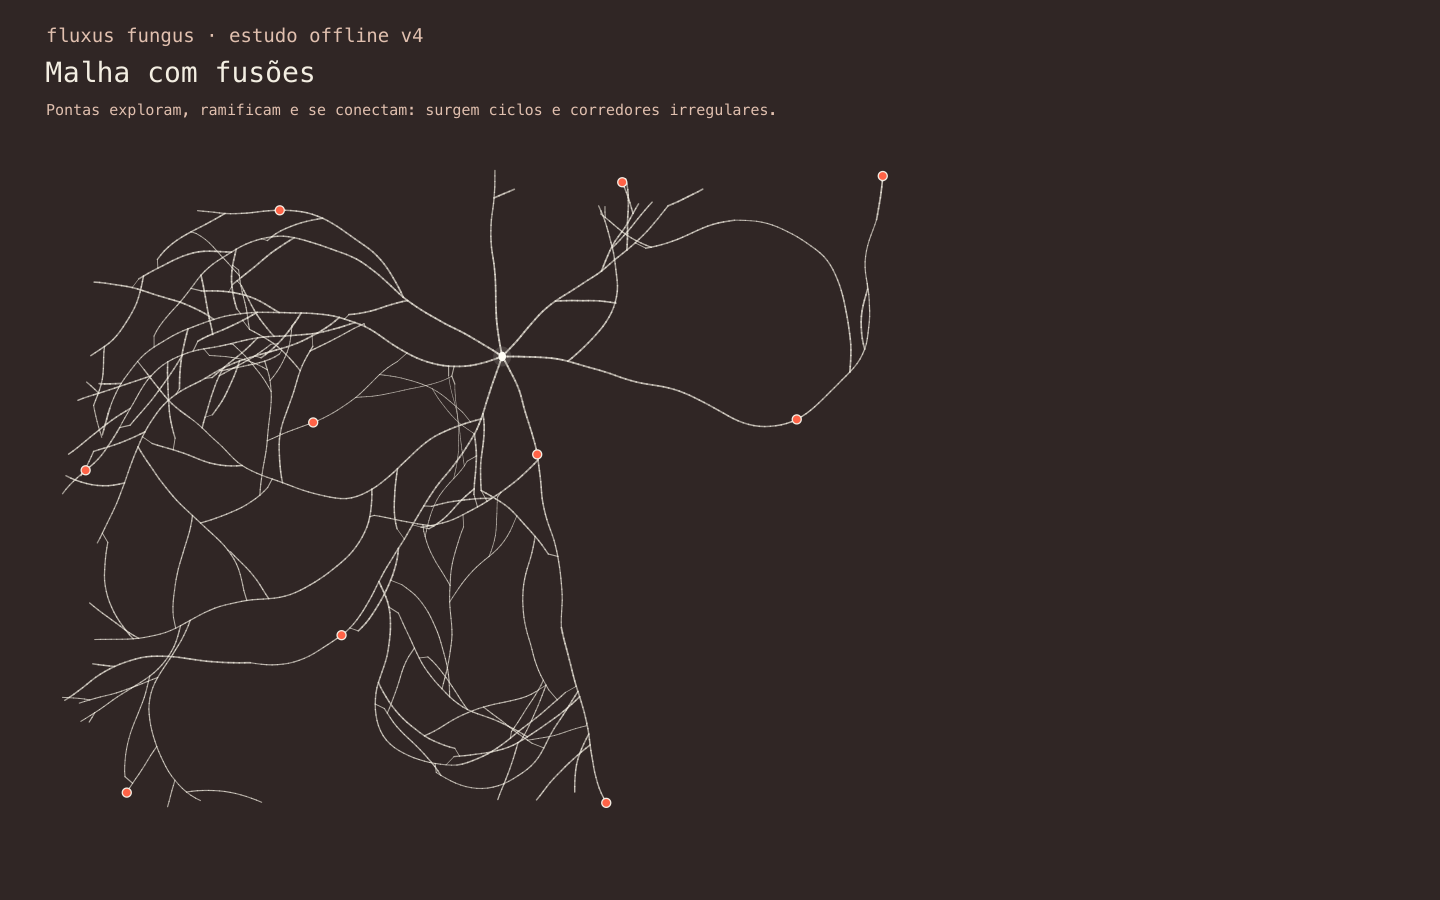 fluxus fungus · estudo offline v4
Malha com fusões
Pontas exploram, ramificam e se conectam: surgem ciclos e corredores irregulares.